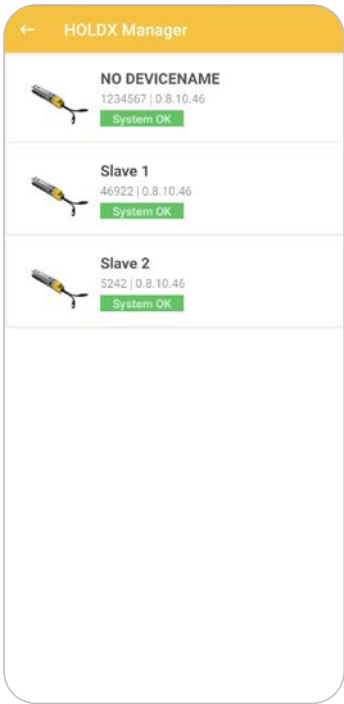 ← HOLDX Manager
NO DEVICENAME
1234567 | 0.8.10.46
System OK
Slave 1
46922 | 0.8.10.46
System OK
Slave 2
5242 | 0.8.10.46
System OK